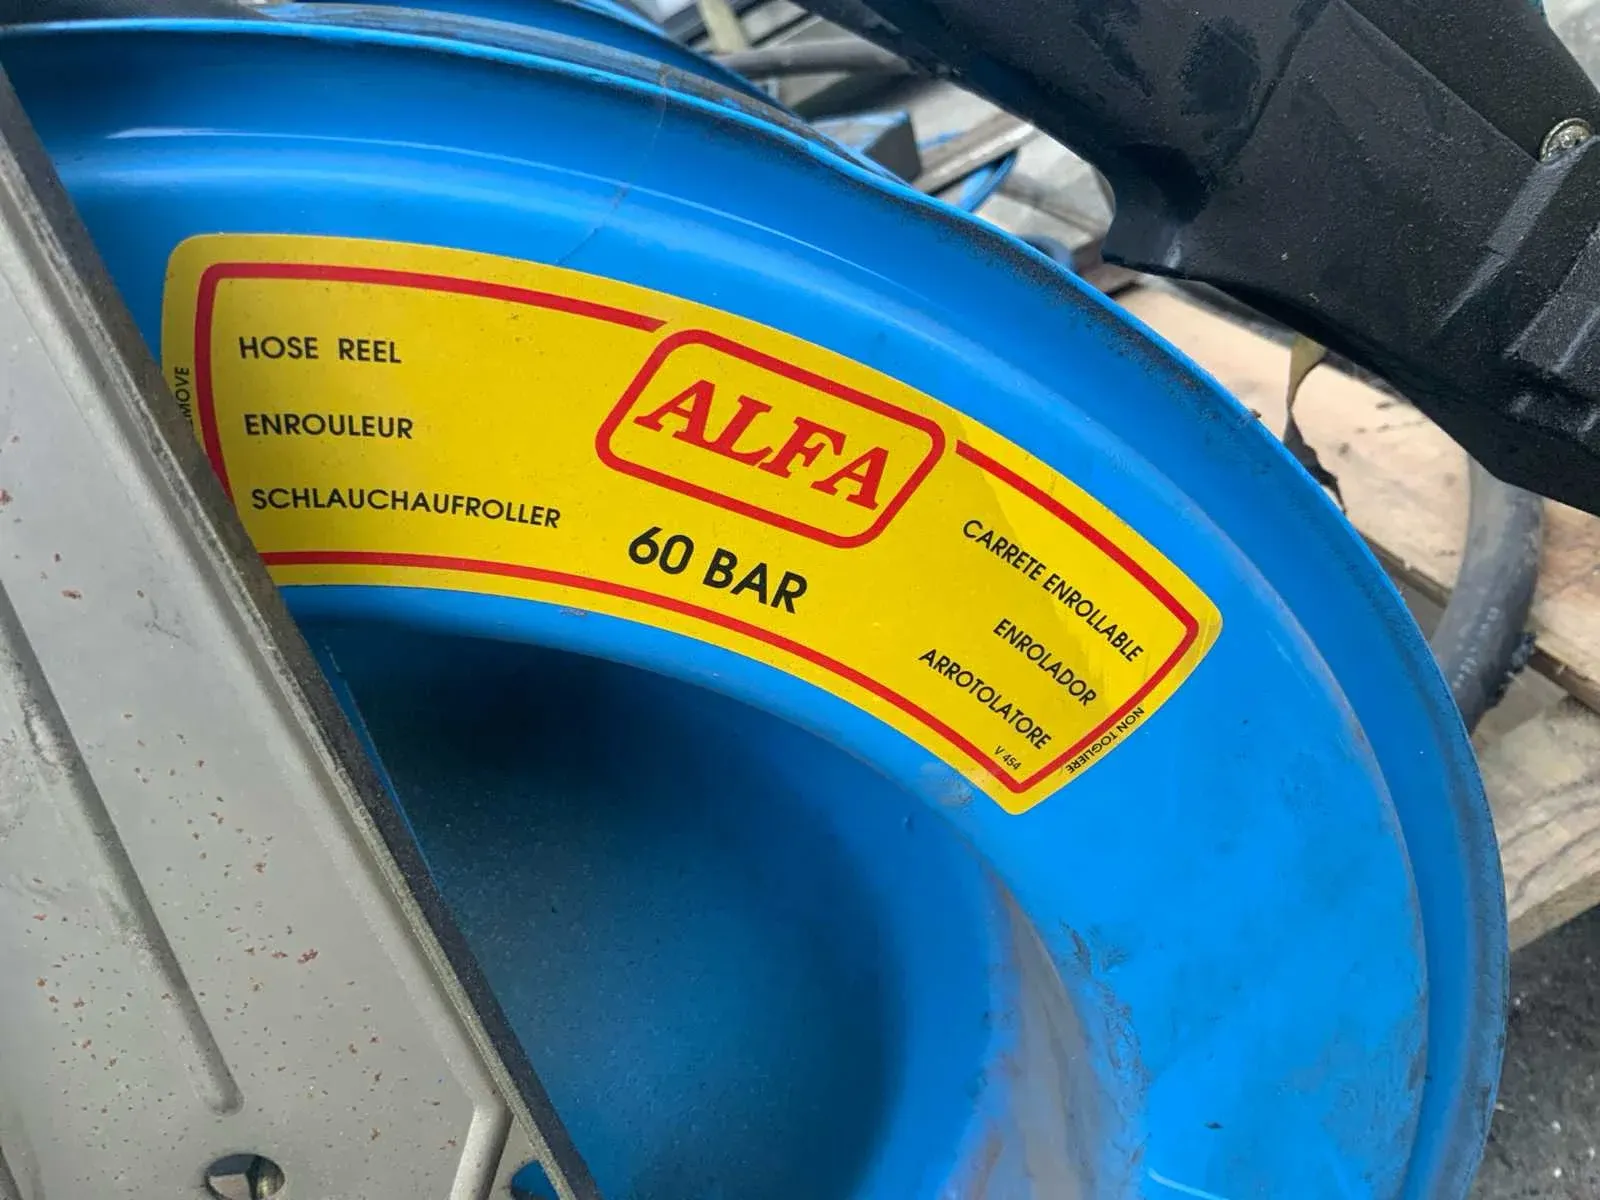 HOSE REEL
ENROULEUR
SCHLAUCHAUFROLLER
ALFA
60 BAR
CARRETE ENROLLABLE
ENROLADOR
ARROTOLATORE
V 454
NON TOGLIERE